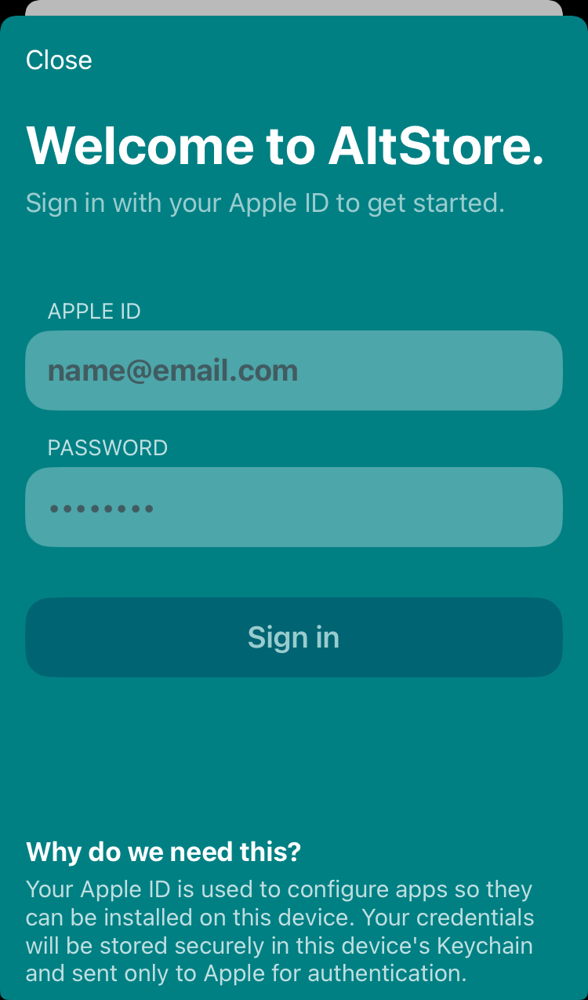 Close
Welcome to AltStore.
Sign in with your Apple ID to get started.
APPLE ID
name@email.com
PASSWORD
••••••••
Sign in
Why do we need this?
Your Apple ID is used to configure apps so they
can be installed on this device. Your credentials
will be stored securely in this device's Keychain
and sent only to Apple for authentication.